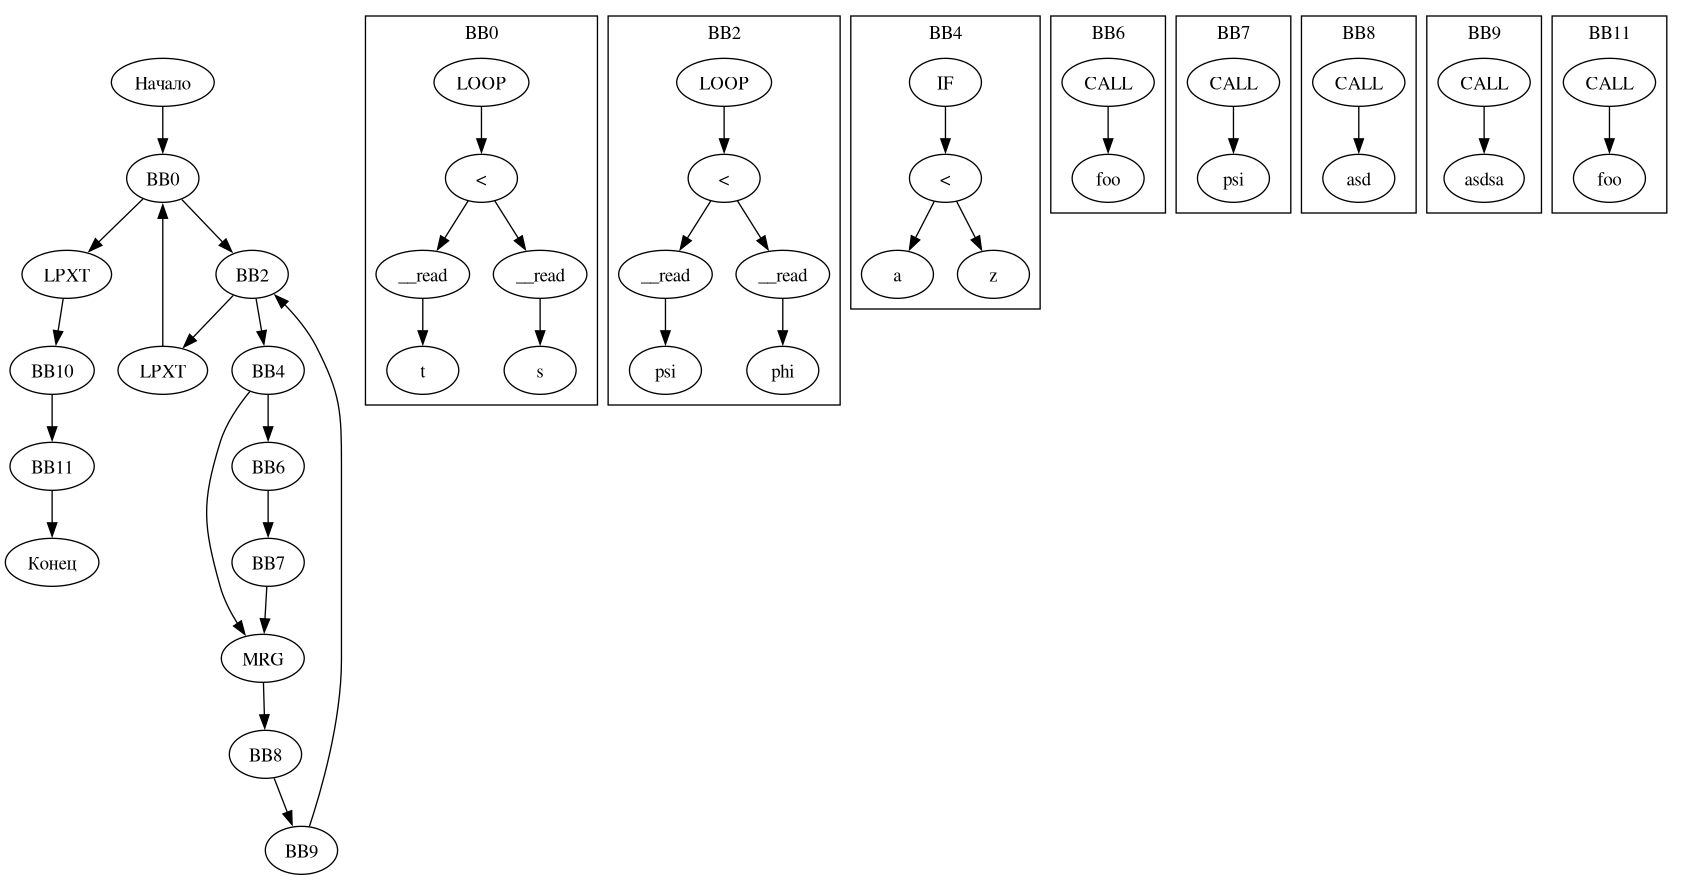 Начало
BB0
LPXT
BB2
BB10
LPXT
BB4
BB11
BB6
Конец
BB7
MRG
BB8
BB9
BB0
LOOP
<
__read
__read
t
s
BB2
LOOP
<
__read
__read
psi
phi
BB4
IF
<
a
z
BB6
CALL
foo
BB7
CALL
psi
BB8
CALL
asd
BB9
CALL
asdsa
BB11
CALL
foo